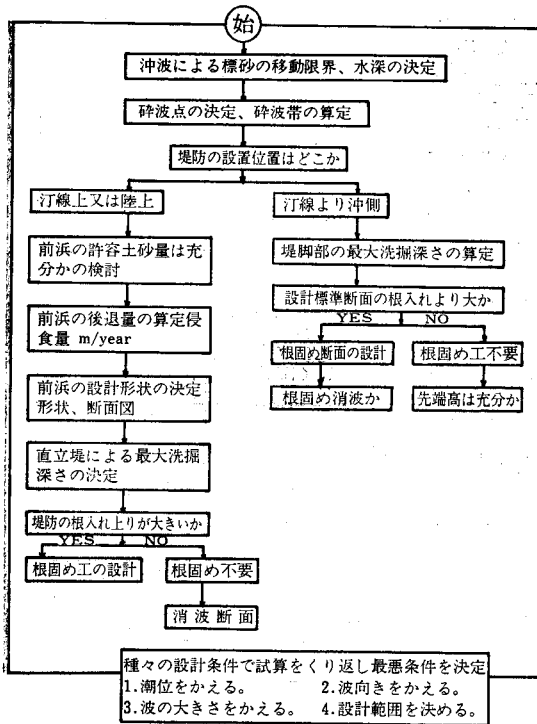 始
沖波による標砂の移動限界、水深の決定
砕波点の決定、砕波帯の算定
堤防の設置位置はどこか
汀線上又は陸上
前浜の許容土砂量は充
分かの検討
前浜の後退量の算定侵
食量 m/year
前浜の設計形状の決定
形状、断面図
直立堤による最大洗掘
深さの決定
堤防の根入れ上りが大きいか
YES NO
根固め工の設計
根固め不要
消波断面
汀線より沖側
堤脚部の最大洗掘深さの算定
設計標準断面の根入れより大か
YES NO
根固め断面の設計
根固め工不要
根固め消波か
先端高は充分か
種々の設計条件で試算をくり返し最悪条件を決定
1.潮位をかえる。 2.波向きをかえる。
3.波の大きさをかえる。 4.設計範囲を決める。